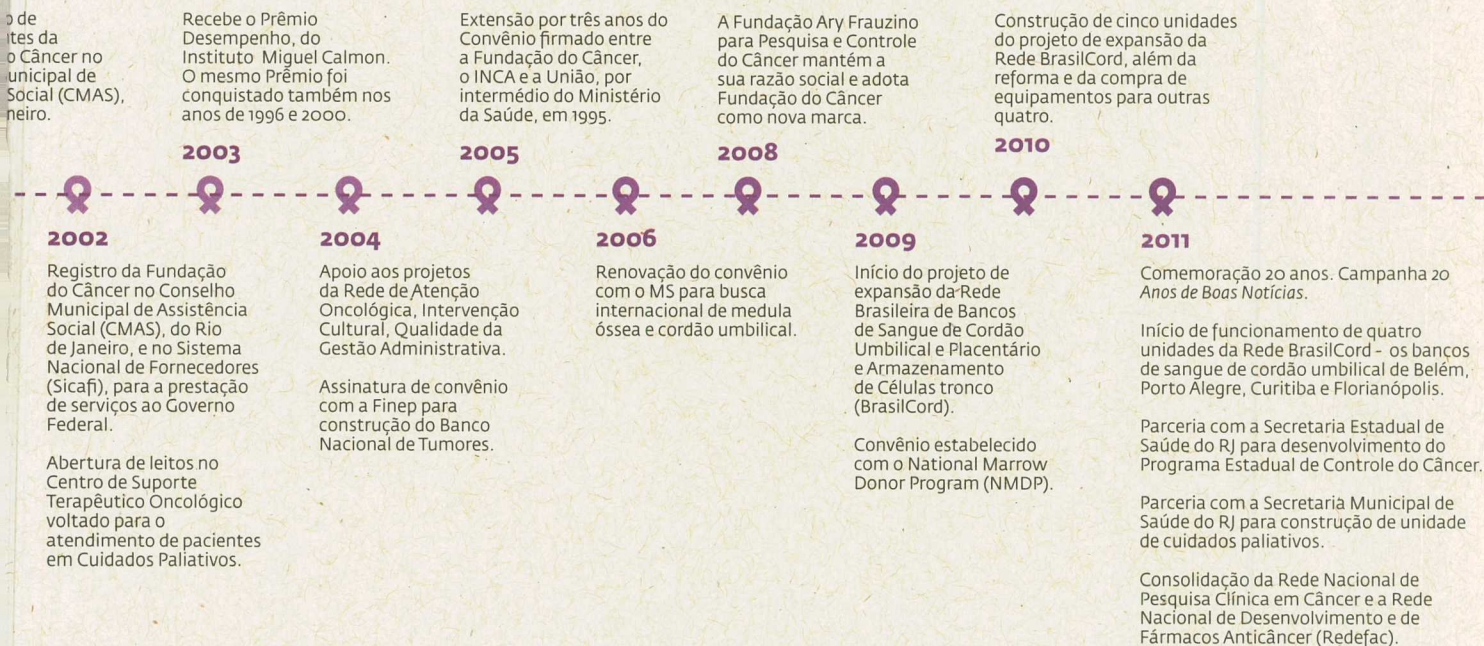 de
da
Câncer no
de
Social (CMAS),
Recebe o Prêmio
Desempenho, do
Instituto Miguel Calmon.
O mesmo Prêmio foi
conquistado também nos
anos de 1996 e 2000.
2003
Extensão por três anos do
Convênio firmado entre
a Fundação do Câncer,
o INCA e a União, por
intermédio do Ministério
da Saúde, em 1995.
2005
A Fundação Ary Frauzino
para Pesquisa e Controle
do Câncer mantém a
sua razão social e adota
Fundação do Câncer
como nova marca.
2008
Construção de cinco unidades
do projeto de expansão da
Rede BrasilCord, além da
reforma e da compra de
equipamentos para outras
quatro.
2010
2002
Registro da Fundação
do Câncer no Conselho
Municipal de Assistência
Social (CMAS), do Rio
de Janeiro, e no Sistema
Nacional de Fornecedores
(Sicafi), para a prestação
de serviços ao Governo
Federal.
Abertura de leitos no
Centro de Suporte
Terapêutico Oncológico
voltado para o
atendimento de pacientes
em Cuidados Paliativos.
2004
Apoio aos projetos
da Rede de Atenção
Oncológica, Intervenção
Cultural, Qualidade da
Gestão Administrativa.
Assinatura de convênio
com a Finep para
construção do Banco
Nacional de Tumores.
2006
Renovação do convênio
com o MS para busca
internacional de medula
óssea e cordão umbilical.
2009
Início do projeto de
expansão da Rede
Brasileira de Bancos
de Sangue de Cordão
Umbilical e Placentário
e Armazenamento
de Células tronco
(BrasilCord).
Convênio estabelecido
com o National Marrow
Donor Program (NMDP).
2011
Comemoração 20 anos. Campanha 20
Anos de Boas Notícias.
Início de funcionamento de quatro
unidades da Rede BrasilCord - os bancos
de sangue de cordão umbilical de Belém,
Porto Alegre, Curitiba e Florianópolis.
Parceria com a Secretaria Estadual de
Saúde do RJ para desenvolvimento do
Programa Estadual de Controle do Câncer.
Parceria com a Secretaria Municipal de
Saúde do RJ para construção de unidade
de cuidados paliativos.
Consolidação da Rede Nacional de
Pesquisa Clínica em Câncer e a Rede
Nacional de Desenvolvimento e de
Fármacos Anticâncer (Redefac).